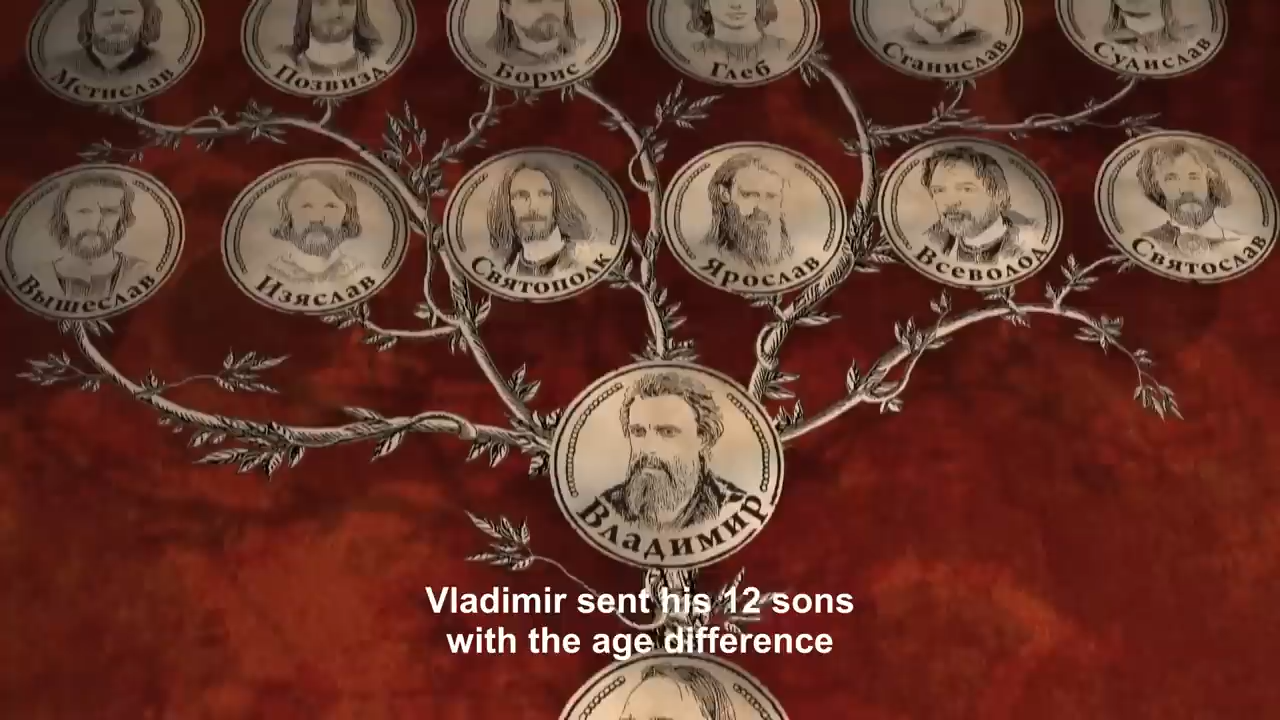 Мстислав
Позвизд
Борис
Глеб
Станислав
Судислав
Вышеслав
Изяслав
Святополк
Ярослав
Всеволод
Святослав
Владимир
Vladimir sent his 12 sons
with the age difference